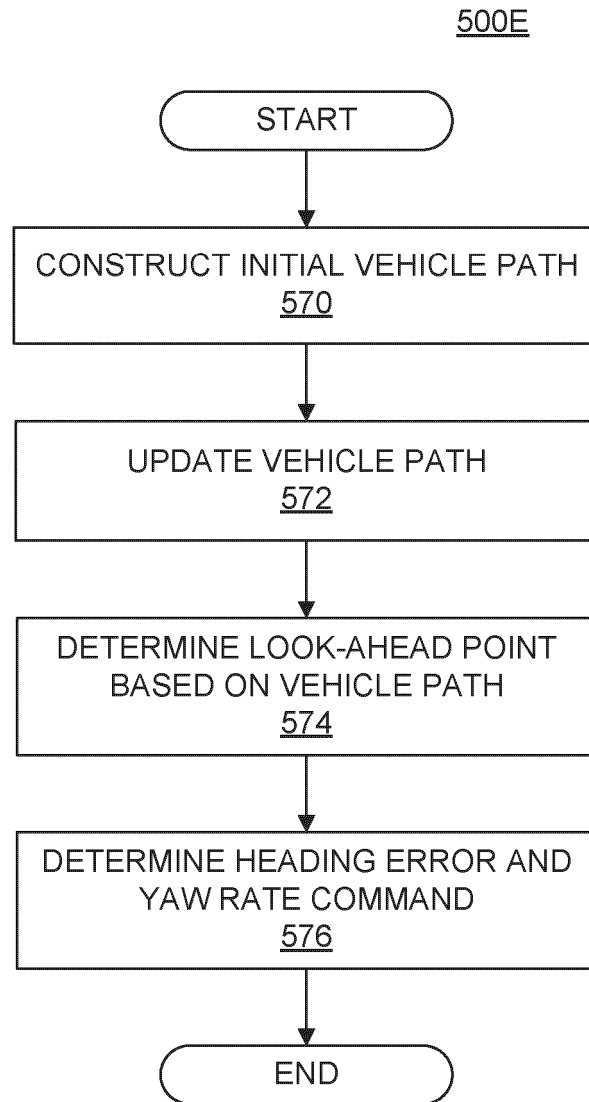 500E
START
CONSTRUCT INITIAL VEHICLE PATH
570
UPDATE VEHICLE PATH
572
DETERMINE LOOK-AHEAD POINT
BASED ON VEHICLE PATH
574
DETERMINE HEADING ERROR AND
YAW RATE COMMAND
576
END